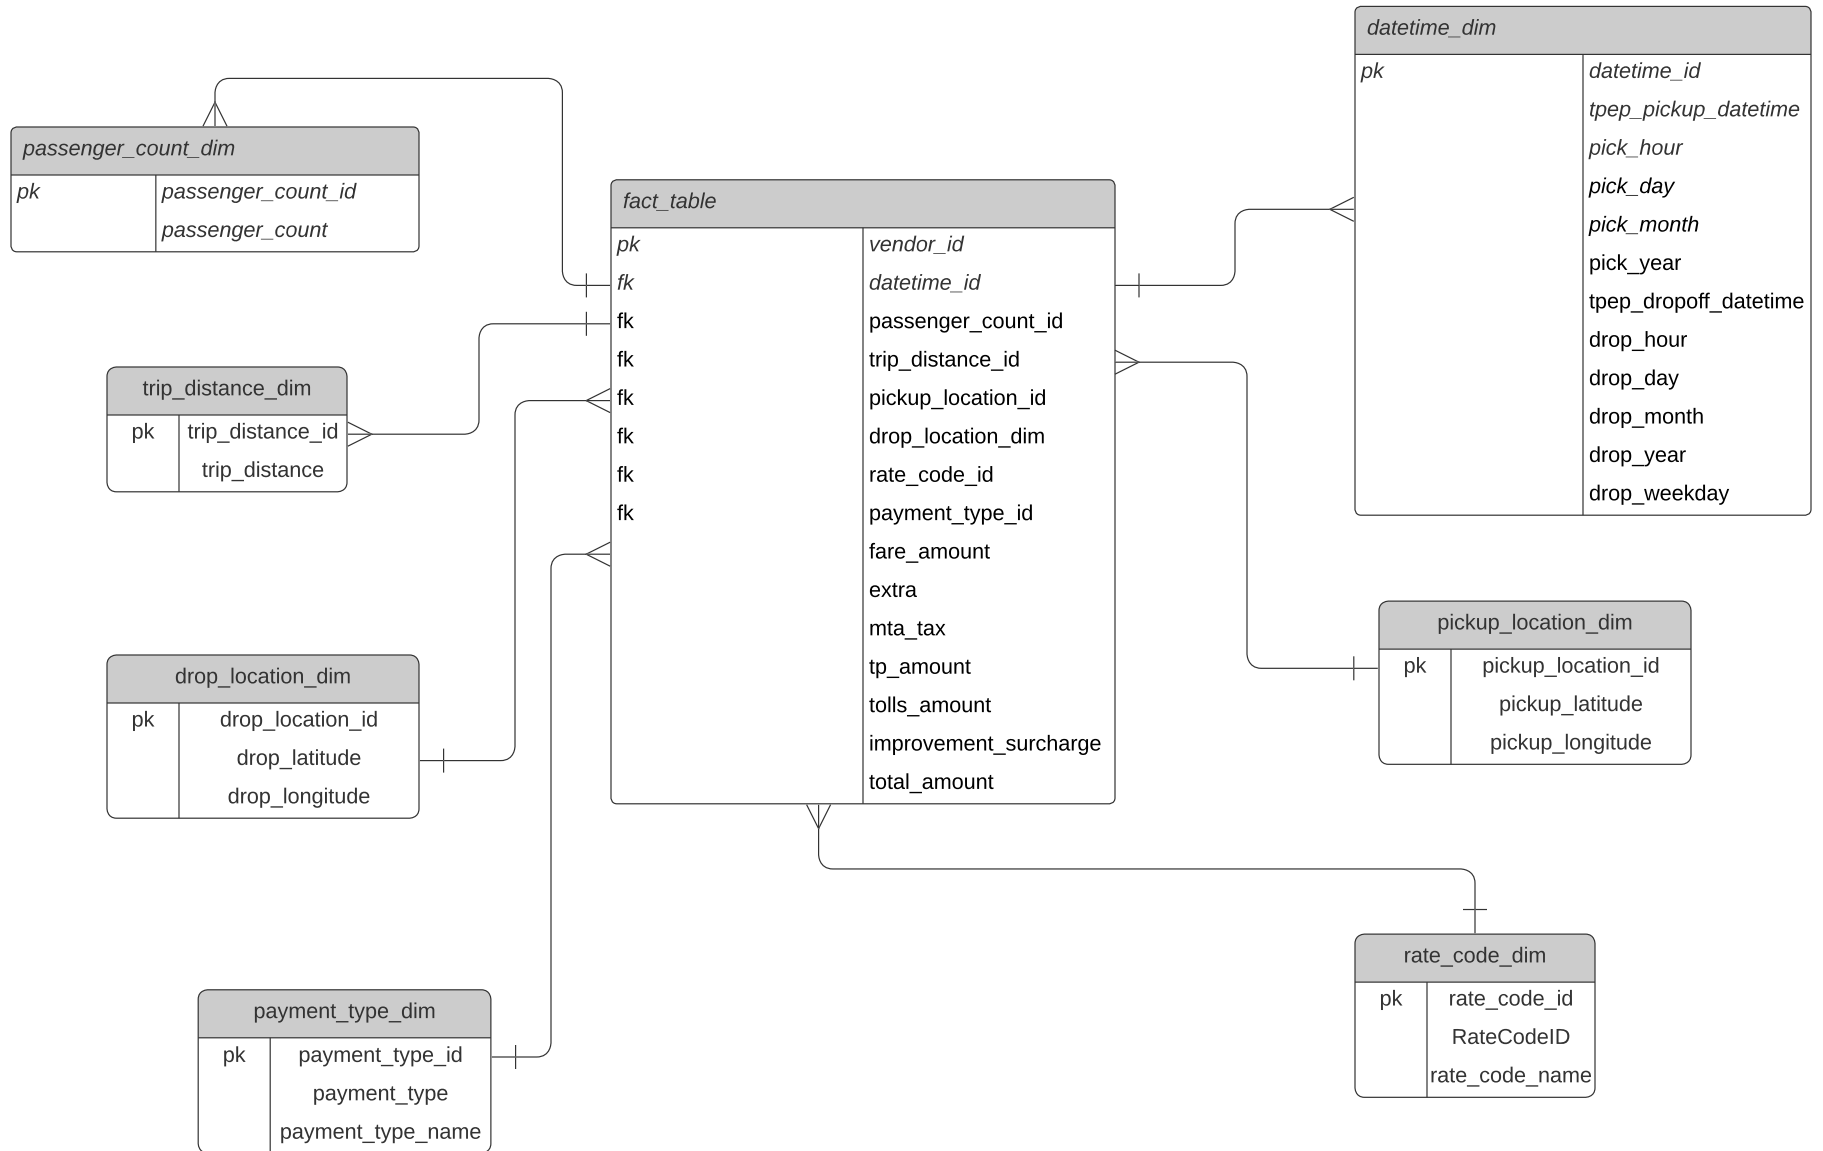 datetime_dim
pk datetime_id
tpep_pickup_datetime
pick_hour
pick_day
pick_month
pick_year
tpep_dropoff_datetime
drop_hour
drop_day
drop_month
drop_year
drop_weekday
passenger_count_dim
pk passenger_count_id
passenger_count
fact_table
pk vendor_id
fk datetime_id
fk passenger_count_id
fk trip_distance_id
fk pickup_location_id
fk drop_location_dim
fk rate_code_id
fk payment_type_id
fare_amount
extra
mta_tax
tp_amount
tolls_amount
improvement_surcharge
total_amount
trip_distance_dim
pk trip_distance_id
trip_distance
pickup_location_dim
pk pickup_location_id
pickup_latitude
pickup_longitude
drop_location_dim
pk drop_location_id
drop_latitude
drop_longitude
rate_code_dim
pk rate_code_id
RateCodeID
rate_code_name
payment_type_dim
pk payment_type_id
payment_type
payment_type_name